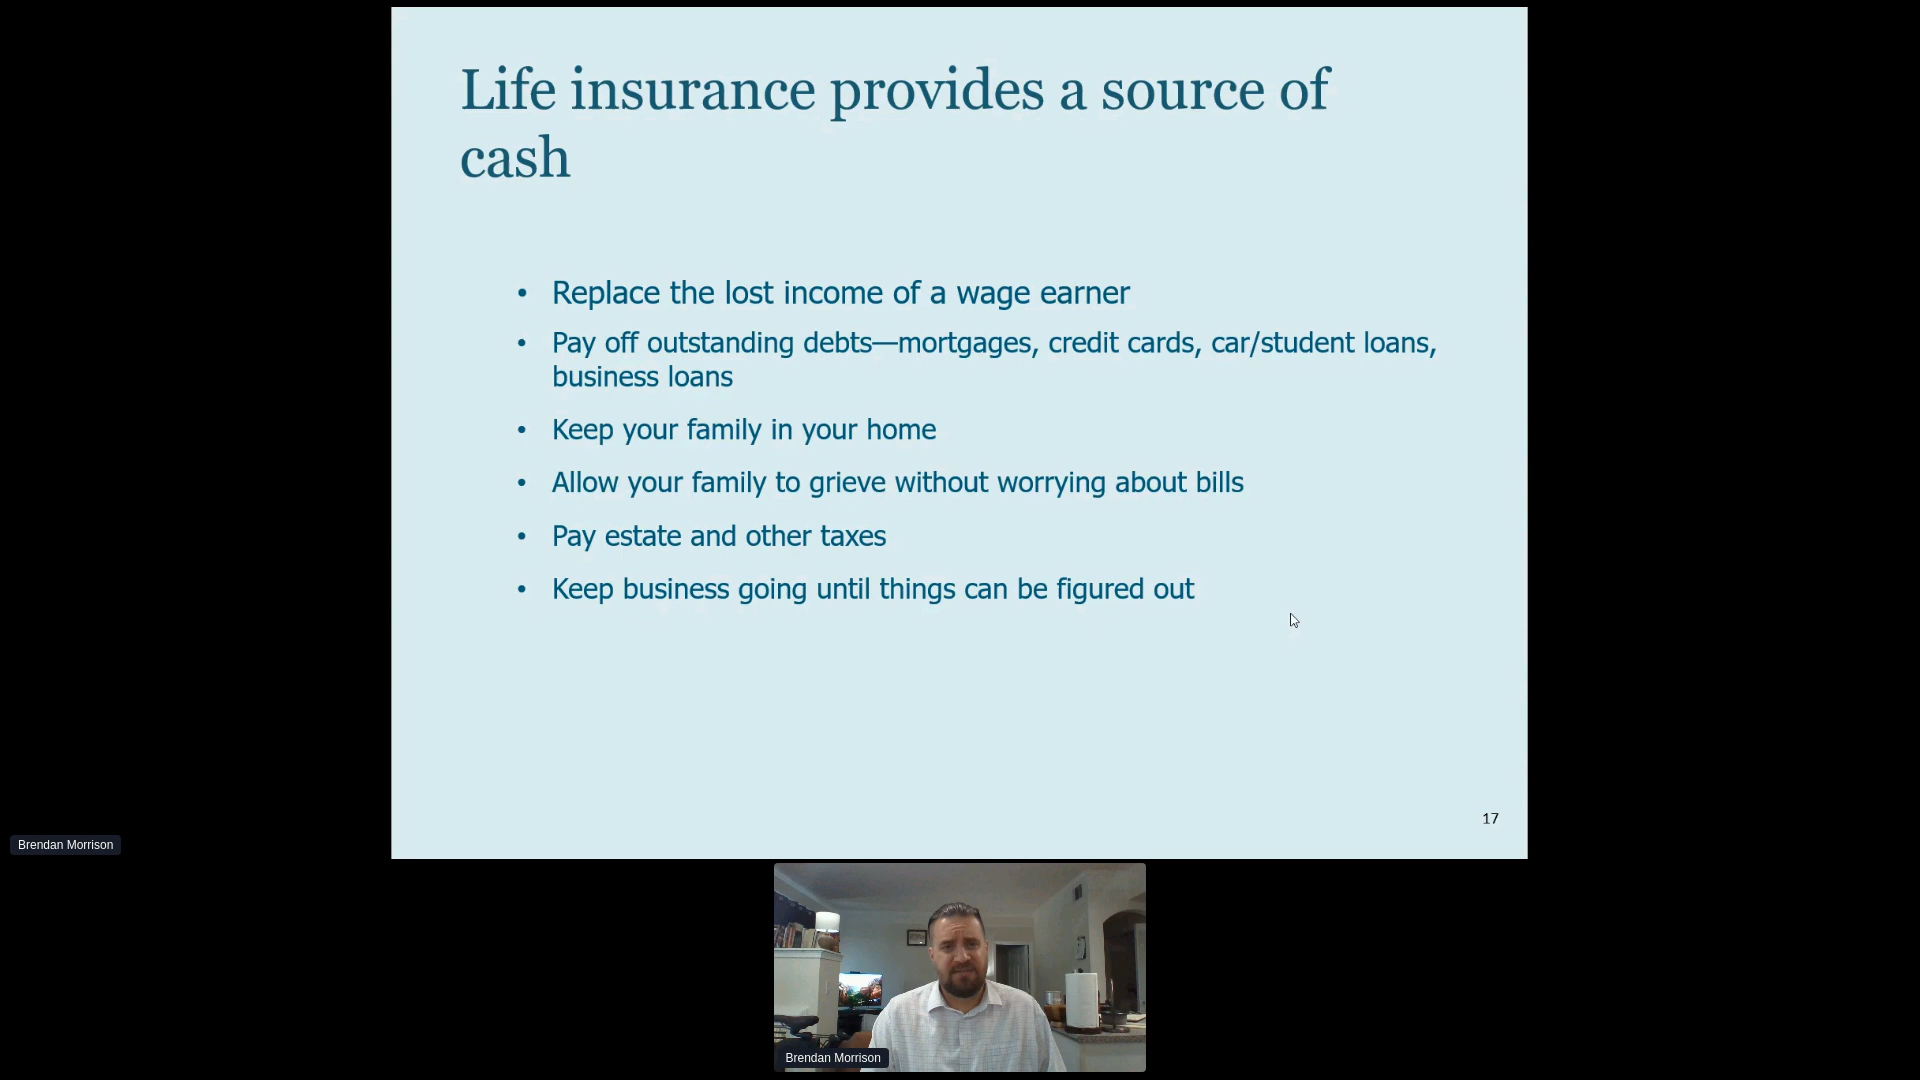 Life insurance provides a source of
cash
• Replace the lost income of a wage earner
• Pay off outstanding debts—mortgages, credit cards, car/student loans,
business loans
• Keep your family in your home
• Allow your family to grieve without worrying about bills
• Pay estate and other taxes
• Keep business going until things can be figured out
17
Brendan Morrison
Brendan Morrison